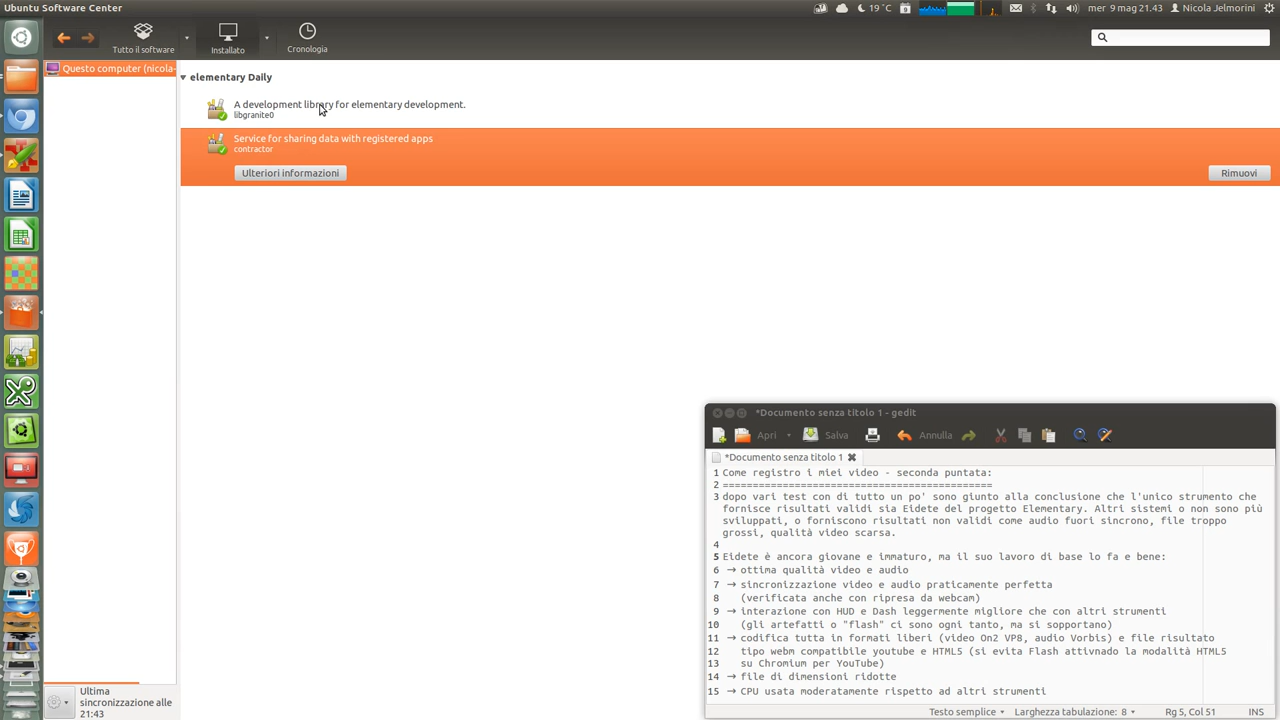 Ubuntu Software Center
19 °C
mer 9 mag 21.43
Nicola Jelmorini
Tutto il software
Installato
Cronologia
Questo computer (nicola-
elementary Daily
A development library for elementary development.
libgranite0
Service for sharing data with registered apps
contractor
Ulteriori informazioni
Rimuovi
*Documento senza titolo 1 - gedit
Apri
Salva
Annulla
*Documento senza titolo 1
1 Come registro i miei video - seconda puntata:
2 =============================================
3 dopo vari test con di tutto un po' sono giunto alla conclusione che l'unico strumento che
fornisce risultati validi sia Eidete del progetto Elementary. Altri sistemi o non sono più
sviluppati, o forniscono risultati non validi come audio fuori sincrono, file troppo
grossi, qualità video scarsa.
4
5 Eidete è ancora giovane e immaturo, ma il suo lavoro di base lo fa e bene:
6 → ottima qualità video e audio
7 → sincronizzazione video e audio praticamente perfetta
8 (verificata anche con ripresa da webcam)
9 → interazione con HUD e Dash leggermente migliore che con altri strumenti
10 (gli artefatti o "flash" ci sono ogni tanto, ma si sopportano)
11 → codifica tutta in formati liberi (video On2 VP8, audio Vorbis) e file risultato
12 tipo webm compatibile youtube e HTML5 (si evita Flash attivnado la modalità HTML5
13 su Chromium per YouTube)
14 → file di dimensioni ridotte
15 → CPU usata moderatamente rispetto ad altri strumenti
Testo semplice
Larghezza tabulazione: 8
Rg 5, Col 51
INS
Ultima
sincronizzazione alle
21:43